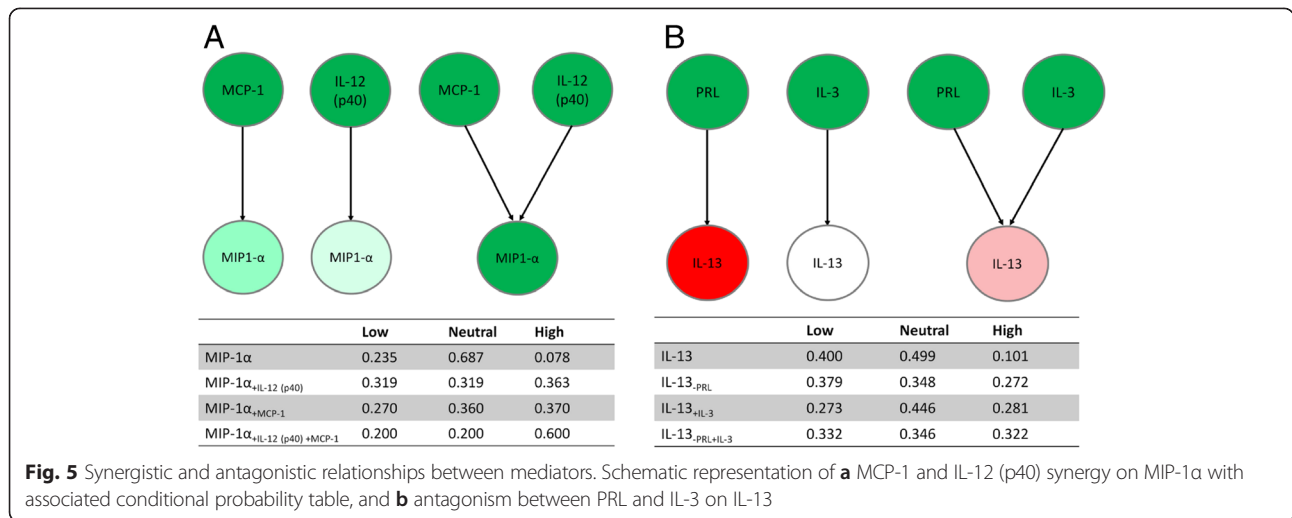 A
MCP-1
IL-12
(p40)
MCP-1
IL-12
(p40)
MIP1-α
MIP1-α
MIP1-α
Low Neutral High
MIP-1α 0.235 0.687 0.078
MIP-1α+IL-12 (p40) 0.319 0.319 0.363
MIP-1α+MCP-1 0.270 0.360 0.370
MIP-1α+IL-12 (p40) +MCP-1 0.200 0.200 0.600
B
PRL
IL-3
PRL
IL-3
IL-13
IL-13
IL-13
Low Neutral High
IL-13 0.400 0.499 0.101
IL-13-PRL 0.379 0.348 0.272
IL-13+IL-3 0.273 0.446 0.281
IL-13-PRL+IL-3 0.332 0.346 0.322
Fig. 5 Synergistic and antagonistic relationships between mediators. Schematic representation of a MCP-1 and IL-12 (p40) synergy on MIP-1α with
associated conditional probability table, and b antagonism between PRL and IL-3 on IL-13